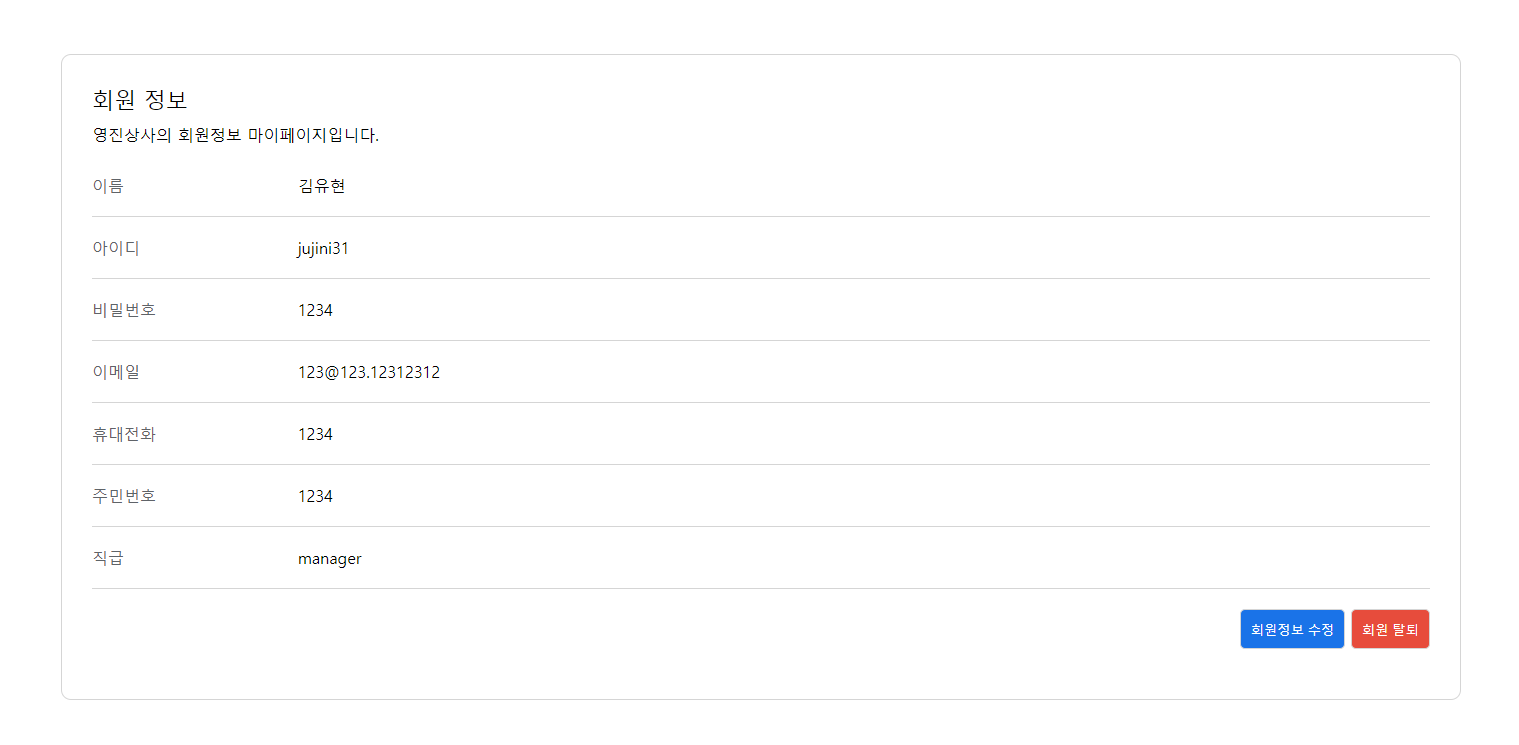 회원 정보
영진상사의 회원정보 마이페이지입니다.
이름 김유현
아이디 jujini31
비밀번호 1234
이메일 123@123.12312312
휴대전화 1234
주민번호 1234
직급 manager
회원정보 수정 회원 탈퇴